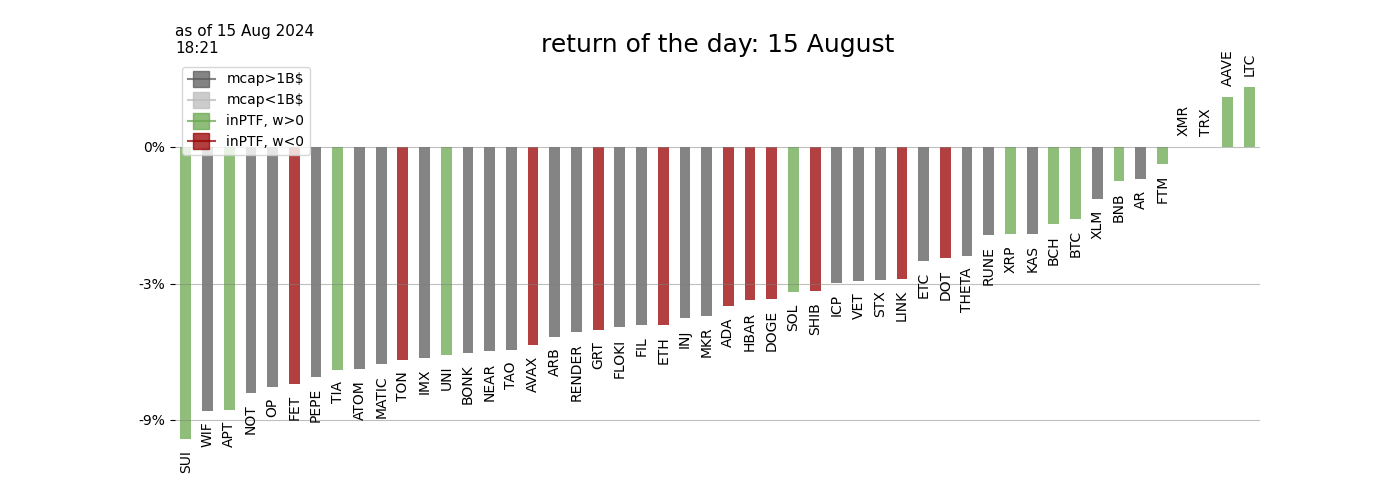 as of 15 Aug 2024
18:21
return of the day: 15 August
mcap>1B$
mcap<1B$
inPTF, w>0
inPTF, w<0
0%
-3%
-9%
SUI
WIF
APT
NOT
OP
FET
PEPE
TIA
ATOM
MATIC
TON
IMX
UNI
BONK
NEAR
TAO
AVAX
ARB
RENDER
GRT
FLOKI
FIL
ETH
INJ
MKR
ADA
HBAR
DOGE
SOL
SHIB
ICP
VET
STX
LINK
ETC
DOT
THETA
RUNE
XRP
KAS
BCH
BTC
XLM
BNB
AR
FTM
XMR
TRX
AAVE
LTC